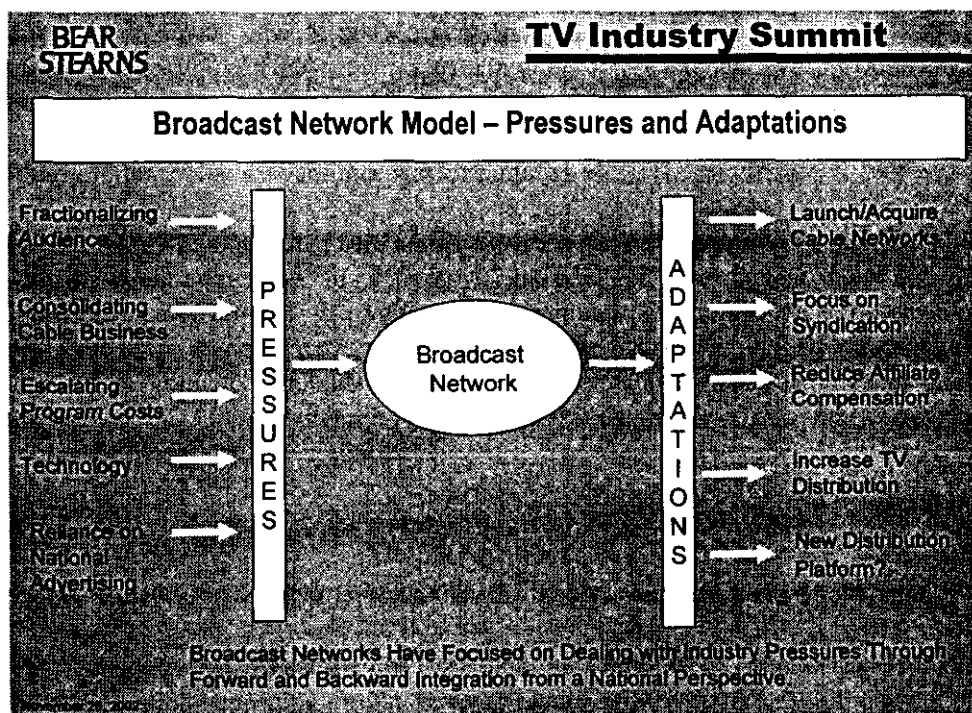 BEAR
STEARNS
TV Industry Summit
Broadcast Network Model – Pressures and Adaptations
Fractionalizing
Audience
Consolidating
Cable Business
Escalating
Program Costs
Technology
Reliance on
National
Advertising
PRESSURES
Broadcast
Network
ADAPTATIONS
Launch/Acquire
Cable Networks
Focus on
Syndication
Reduce Affiliate
Compensation
Increase TV
Distribution
New Distribution
Platform?
Broadcast Networks Have Focused on Dealing with Industry Pressures Through
Forward and Backward Integration from a National Perspective